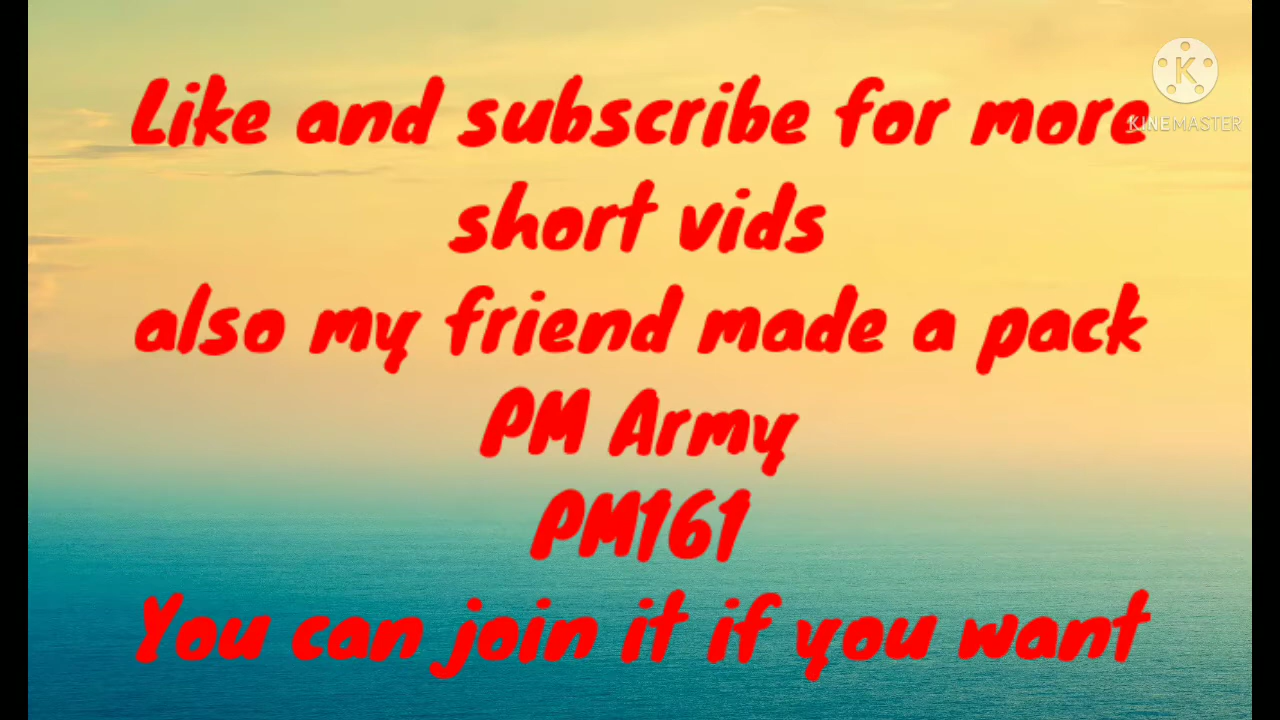 K
KINEMASTER
Like and subscribe for more
short vids
also my friend made a pack
PM Army
PM161
You can join it if you want